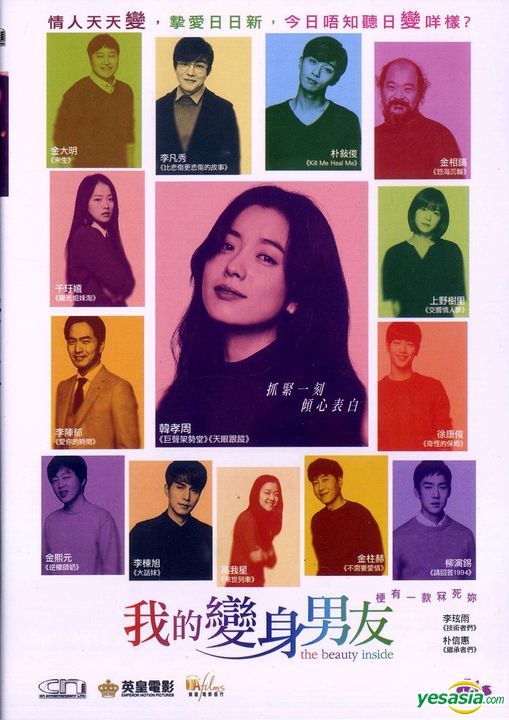 情人天天變，摯愛日日新，今日唔知聽日變咩樣？
金大明
《未生》
李凡秀
《比悲傷更悲傷的故事》
朴敍俊
《Kill Me Heal Me》
金相鎬
《怒海沉輪》
千玗嬉
《陽光姐妹淘》
上野樹里
《交響情人夢》
抓緊一刻
傾心表白
韓孝周
《巨聲架勢堂》《天眼跟蹤》
李陳郁
《愛你的時間》
徐康俊
《奇怪的保姆》
金熙元
《逆權師奶》
李棟旭
《大話妹》
高我星
《末世列車》
金柱赫
《不需要愛情》
柳演錫
《請回答1994》
梗有一款冧死妳
我的變身男友
the beauty inside
李玹雨
《技術者們》
朴信惠
《繼承者們》
英皇電影
EMPEROR MOTION PICTURES
films
yesasia.com